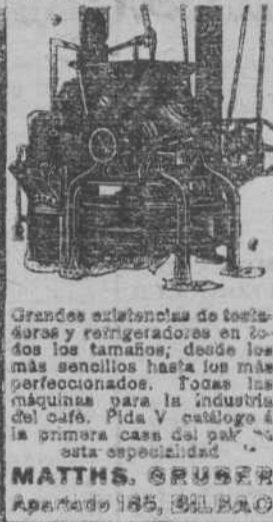 Grandes existencias de tosta-
dores y refrigeradores en to-
dos los tamaños; desde los
más sencillos hasta los más
perfeccionados. Todas las
máquinas para la industria
del café. Pida V catálogo á
la primera casa del país en
esta especialidad
MATTHS. GRUBER
Apartado 185, BILBAO